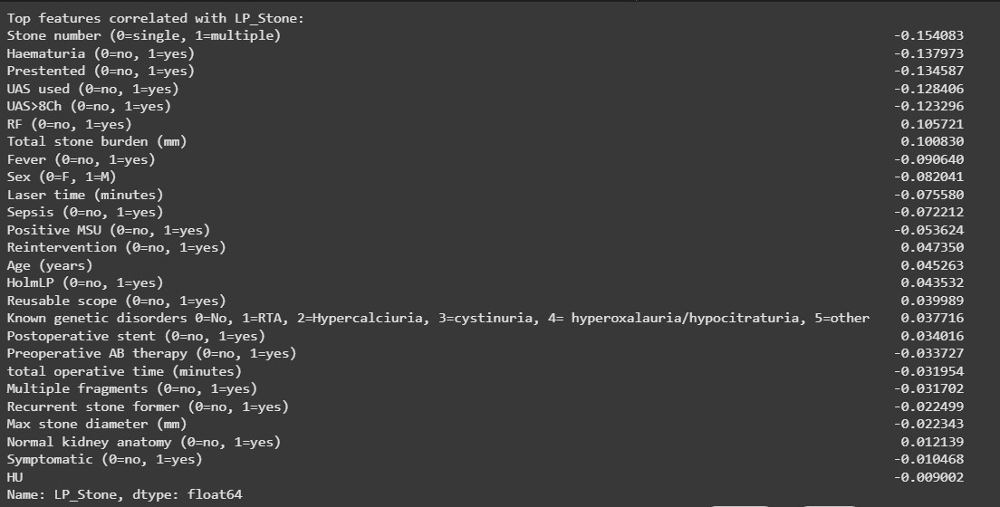 Top features correlated with LP_Stone:
Stone number (0=single, 1=multiple) -0.154083
Haematuria (0=no, 1=yes) -0.137973
Prestented (0=no, 1=yes) -0.134587
UAS used (0=no, 1=yes) -0.128406
UAS>8Ch (0=no, 1=yes) -0.123296
RF (0=no, 1=yes) 0.105721
Total stone burden (mm) 0.100830
Fever (0=no, 1=yes) -0.090640
Sex (0=F, 1=M) -0.082041
Laser time (minutes) -0.075580
Sepsis (0=no, 1=yes) -0.072212
Positive MSU (0=no, 1=yes) -0.053624
Reintervention (0=no, 1=yes) 0.047350
Age (years) 0.045263
HolmLP (0=no, 1=yes) 0.043532
Reusable scope (0=no, 1=yes) 0.039989
Known genetic disorders 0=No, 1=RTA, 2=Hypercalciuria, 3=cystinuria, 4= hyperoxalauria/hypocitraturia, 5=other 0.037716
Postoperative stent (0=no, 1=yes) 0.034016
Preoperative AB therapy (0=no, 1=yes) -0.033727
total operative time (minutes) -0.031954
Multiple fragments (0=no, 1=yes) -0.031702
Recurrent stone former (0=no, 1=yes) -0.022499
Max stone diameter (mm) -0.022343
Normal kidney anatomy (0=no, 1=yes) 0.012139
Symptomatic (0=no, 1=yes) -0.010468
HU -0.009002
Name: LP_Stone, dtype: float64